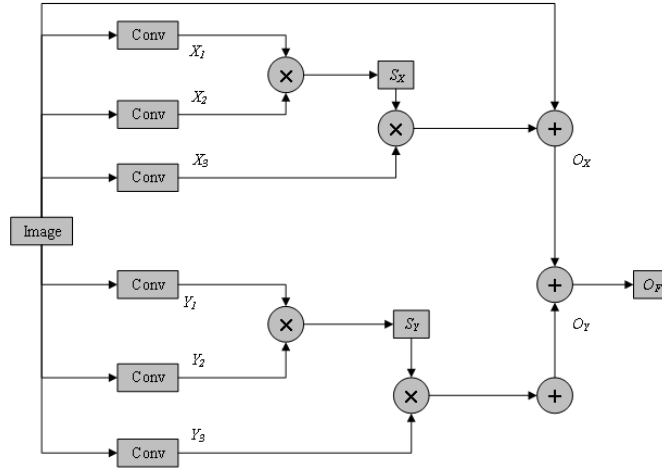 Conv
X1
Conv
X2
Conv
X3
SX
×
×
+
OX
Image
Conv
Y1
Conv
Y2
Conv
Y3
×
SY
×
+
OY
+
OF